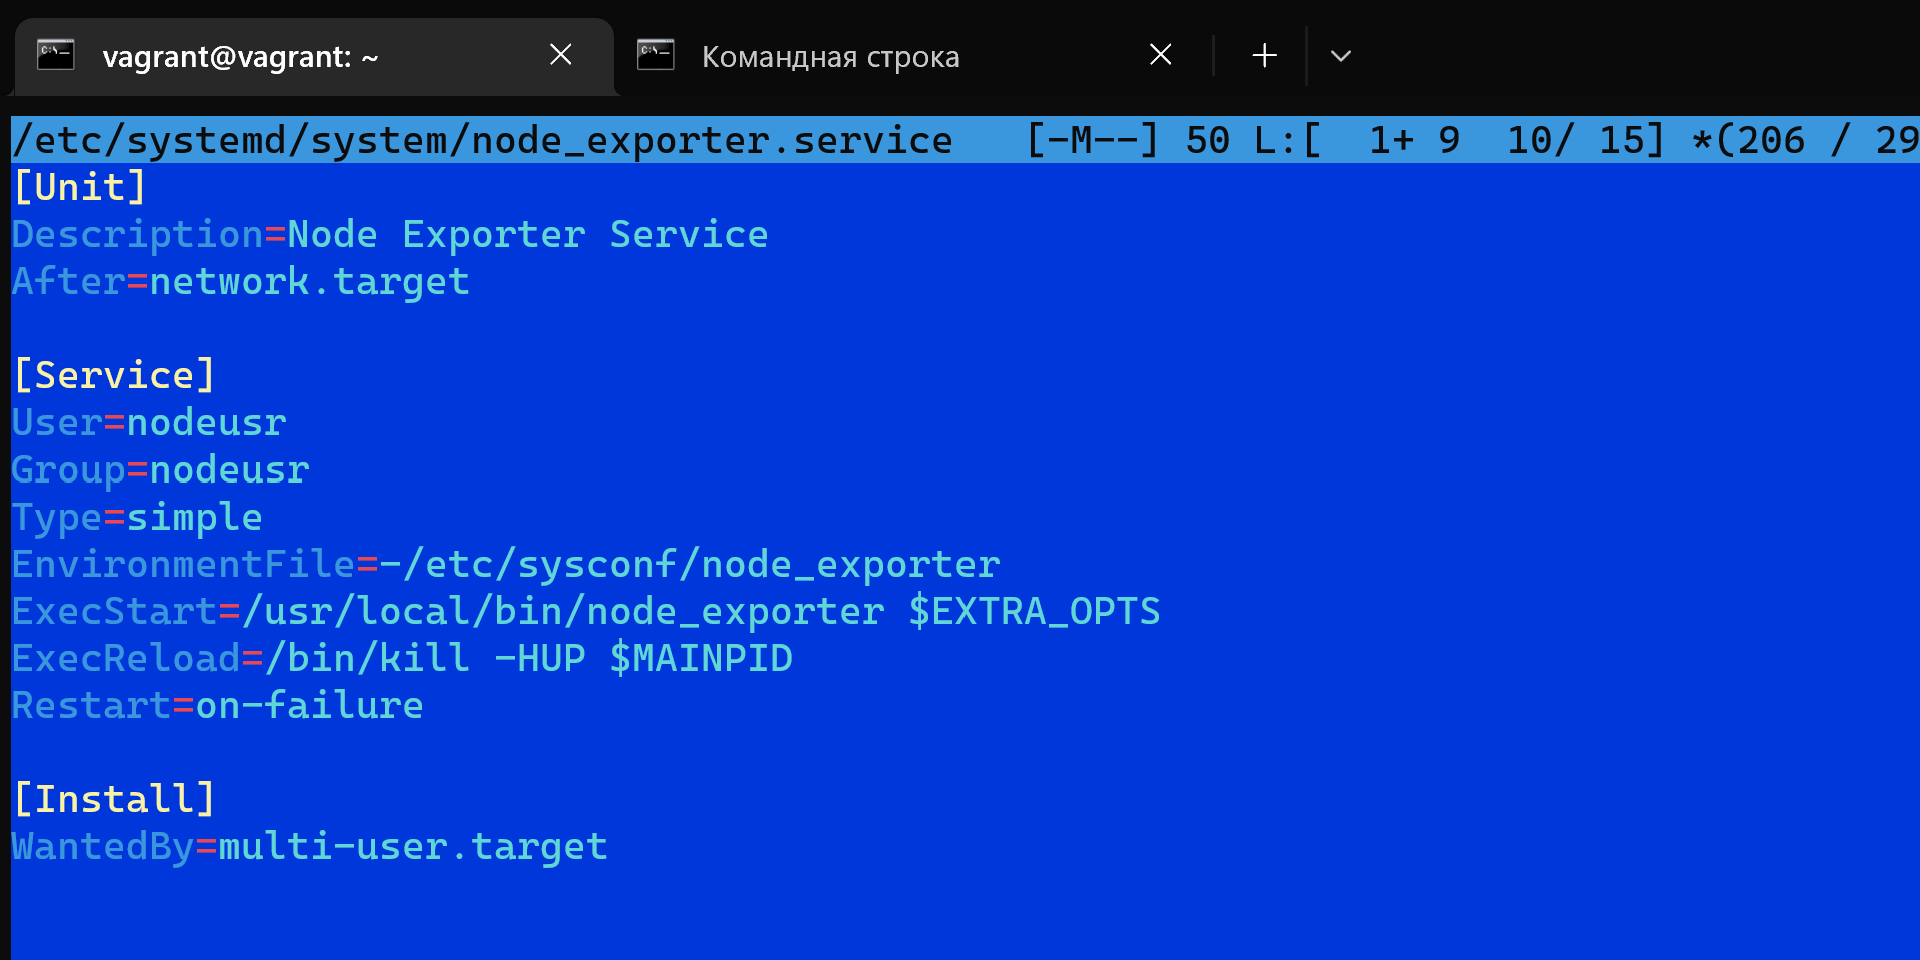 vagrant@vagrant: ~
Командная строка
/etc/systemd/system/node_exporter.service [-M--] 50 L:[ 1+ 9 10/ 15] *(206 / 29
[Unit]
Description=Node Exporter Service
After=network.target
[Service]
User=nodeusr
Group=nodeusr
Type=simple
EnvironmentFile=-/etc/sysconf/node_exporter
ExecStart=/usr/local/bin/node_exporter $EXTRA_OPTS
ExecReload=/bin/kill -HUP $MAINPID
Restart=on-failure
[Install]
WantedBy=multi-user.target